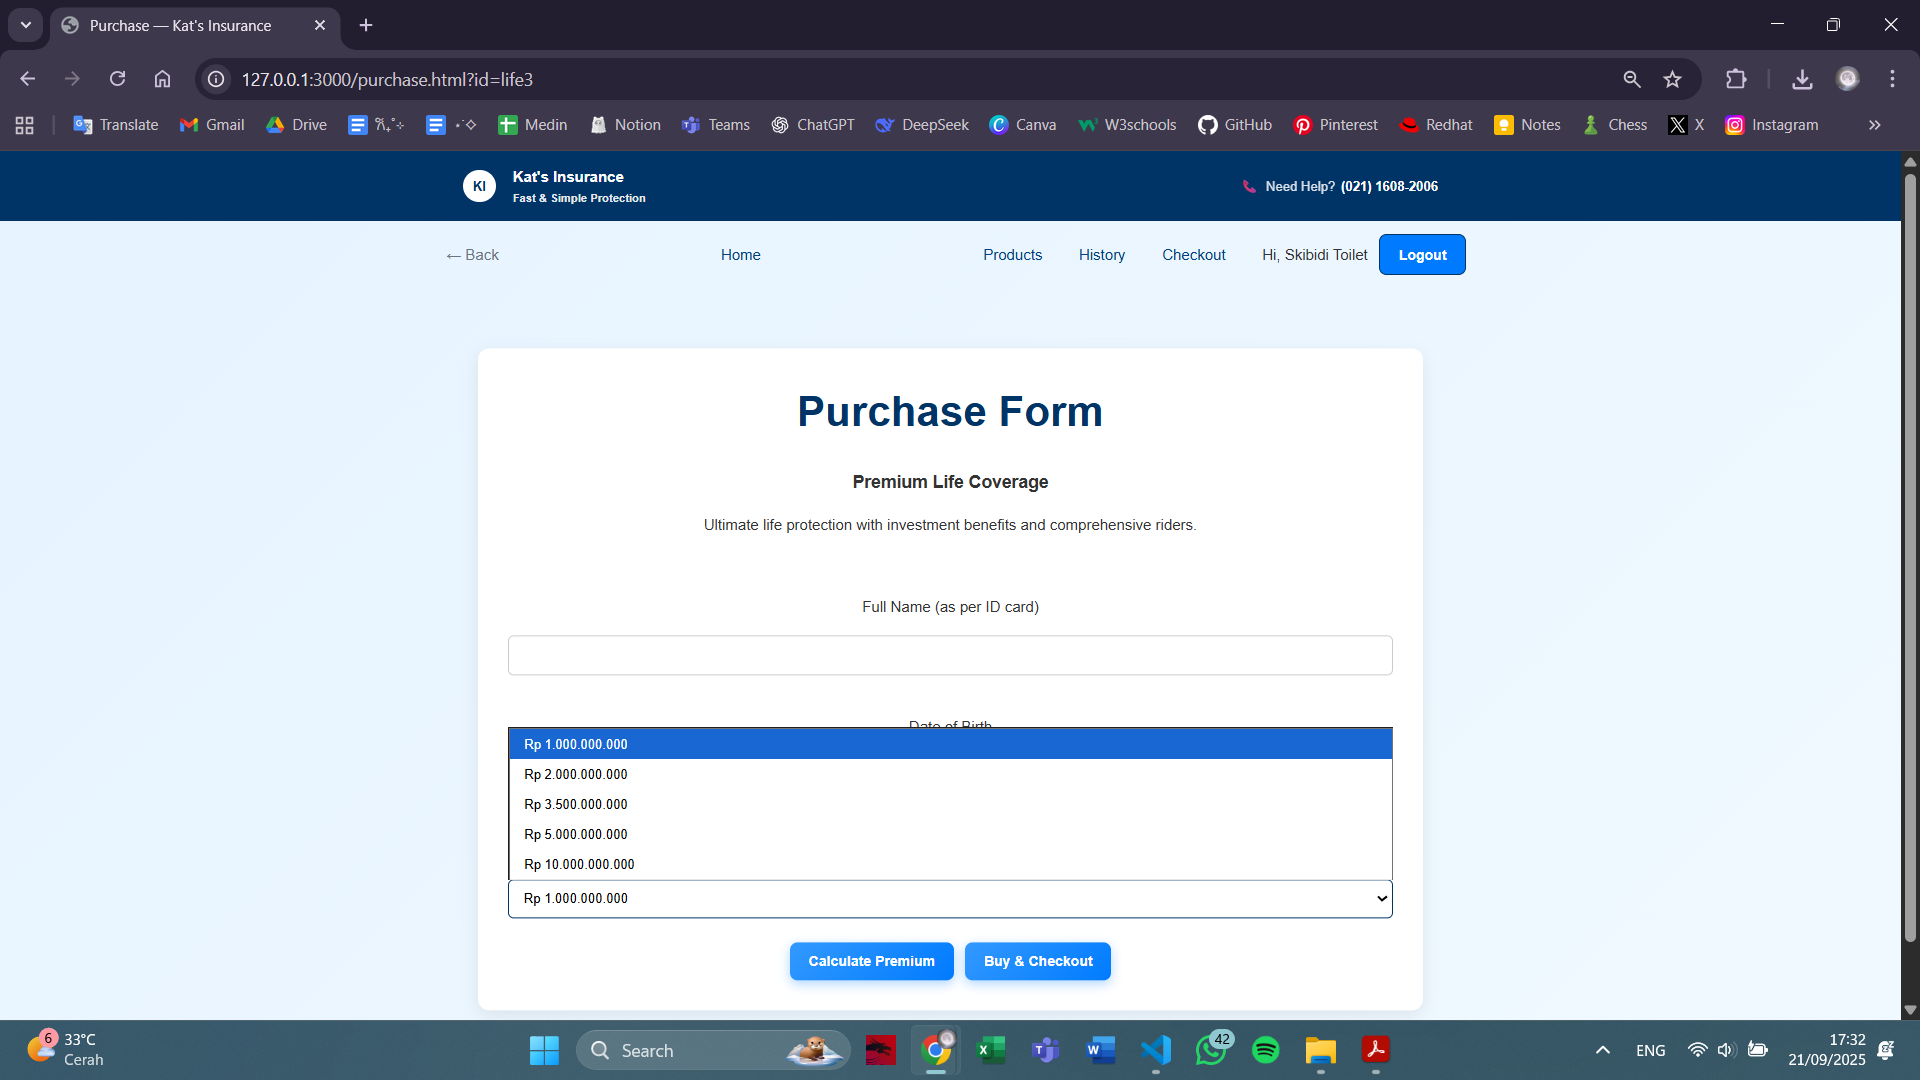 Purchase — Kat's Insurance
127.0.0.1:3000/purchase.html?id=life3
Translate Gmail Drive Medin Notion Teams ChatGPT DeepSeek Canva W3schools GitHub Pinterest Redhat Notes Chess X Instagram
KI
Kat's Insurance
Fast & Simple Protection
Need Help? (021) 1608-2006
← Back Home Products History Checkout Hi, Skibidi Toilet Logout
Purchase Form
Premium Life Coverage
Ultimate life protection with investment benefits and comprehensive riders.
Full Name (as per ID card)
Date of Birth
Rp 1.000.000.000
Rp 2.000.000.000
Rp 3.500.000.000
Rp 5.000.000.000
Rp 10.000.000.000
Rp 1.000.000.000
Calculate Premium Buy & Checkout
6 33°C
Cerah
Search
42
ENG
17:32
21/09/2025